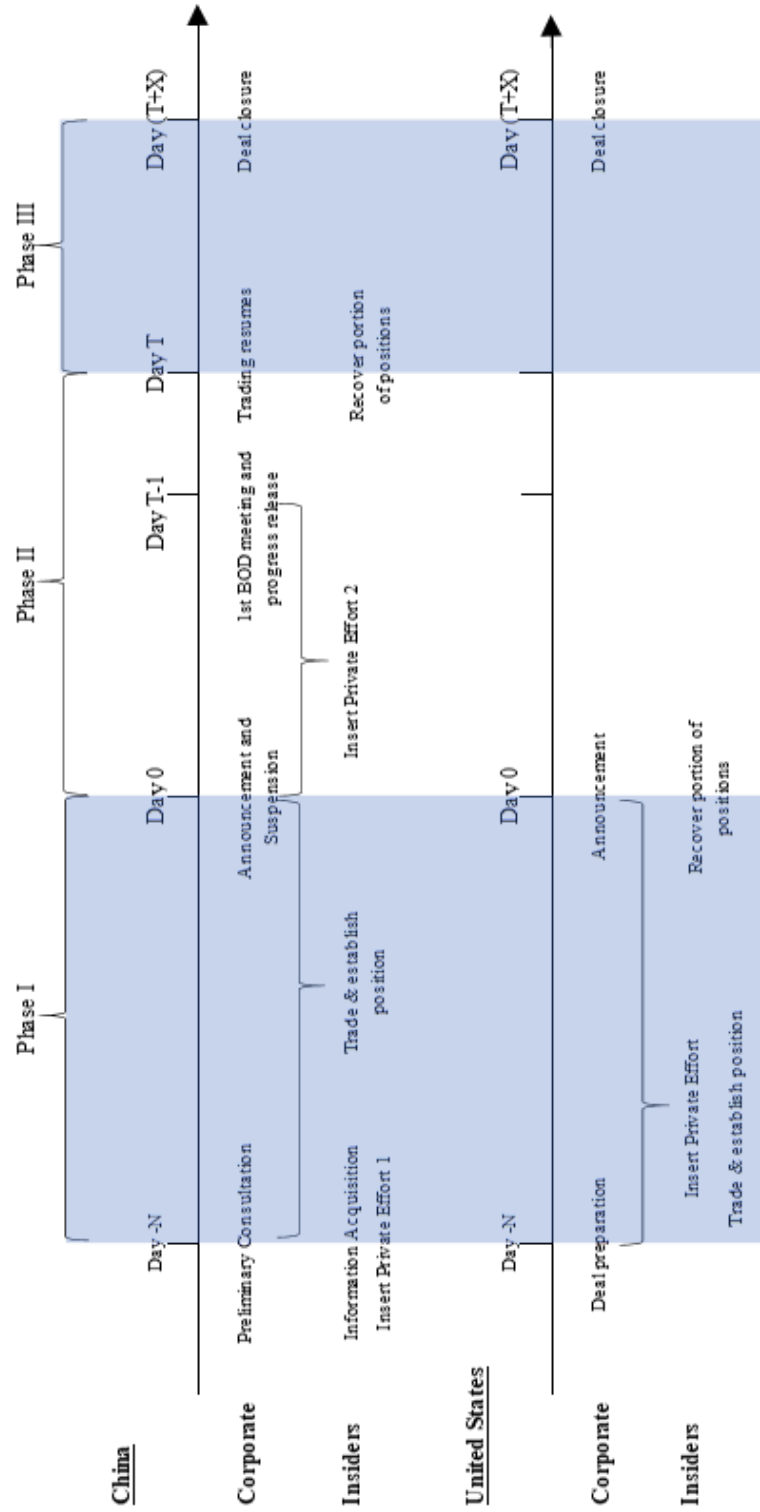 Phase I
Phase II
Phase III
China
Day -N
Day 0
Day T-1
Day T
Day (T+X)
Corporate
Preliminary Consultation
Announcement and
Suspension
1st BOD meeting and
progress release
Trading resumes
Deal closure
Insiders
Information Acquisition
Insert Private Effort 1
Trade & establish
position
Insert Private Effort 2
Recover portion
of positions
United States
Day -N
Day 0
Day (T+X)
Corporate
Deal preparation
Announcement
Deal closure
Insiders
Insert Private Effort
Trade & establish position
Recover portion of
positions